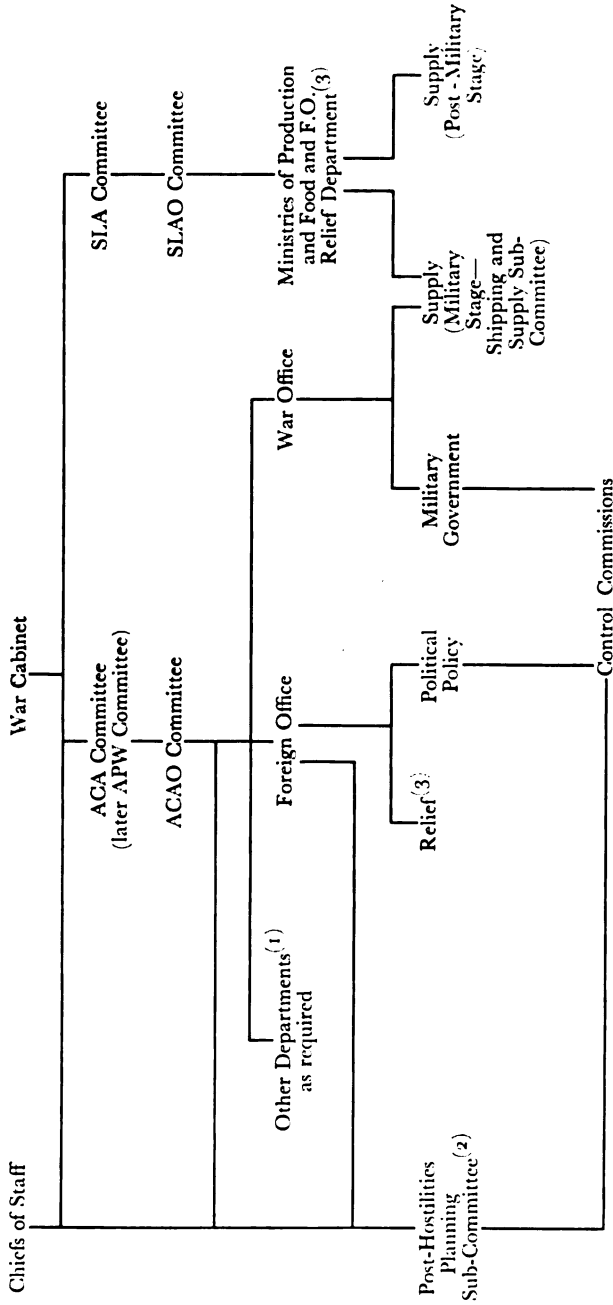 Chiefs of Staff
War Cabinet
ACA Committee
(later APW Committee)
SLA Committee
ACAO Committee
SLAO Committee
Other Departments(1)
as required
Foreign Office
War Office
Ministries of Production
and Food and F.O.
Relief Department(3)
Post-Hostilities
Planning
Sub-Committee(2)
Relief(3)
Political
Policy
Military
Government
Supply
(Military
Stage—
Shipping and
Supply Sub-
Committee)
Supply
(Post-Military
Stage)
Control Commissions